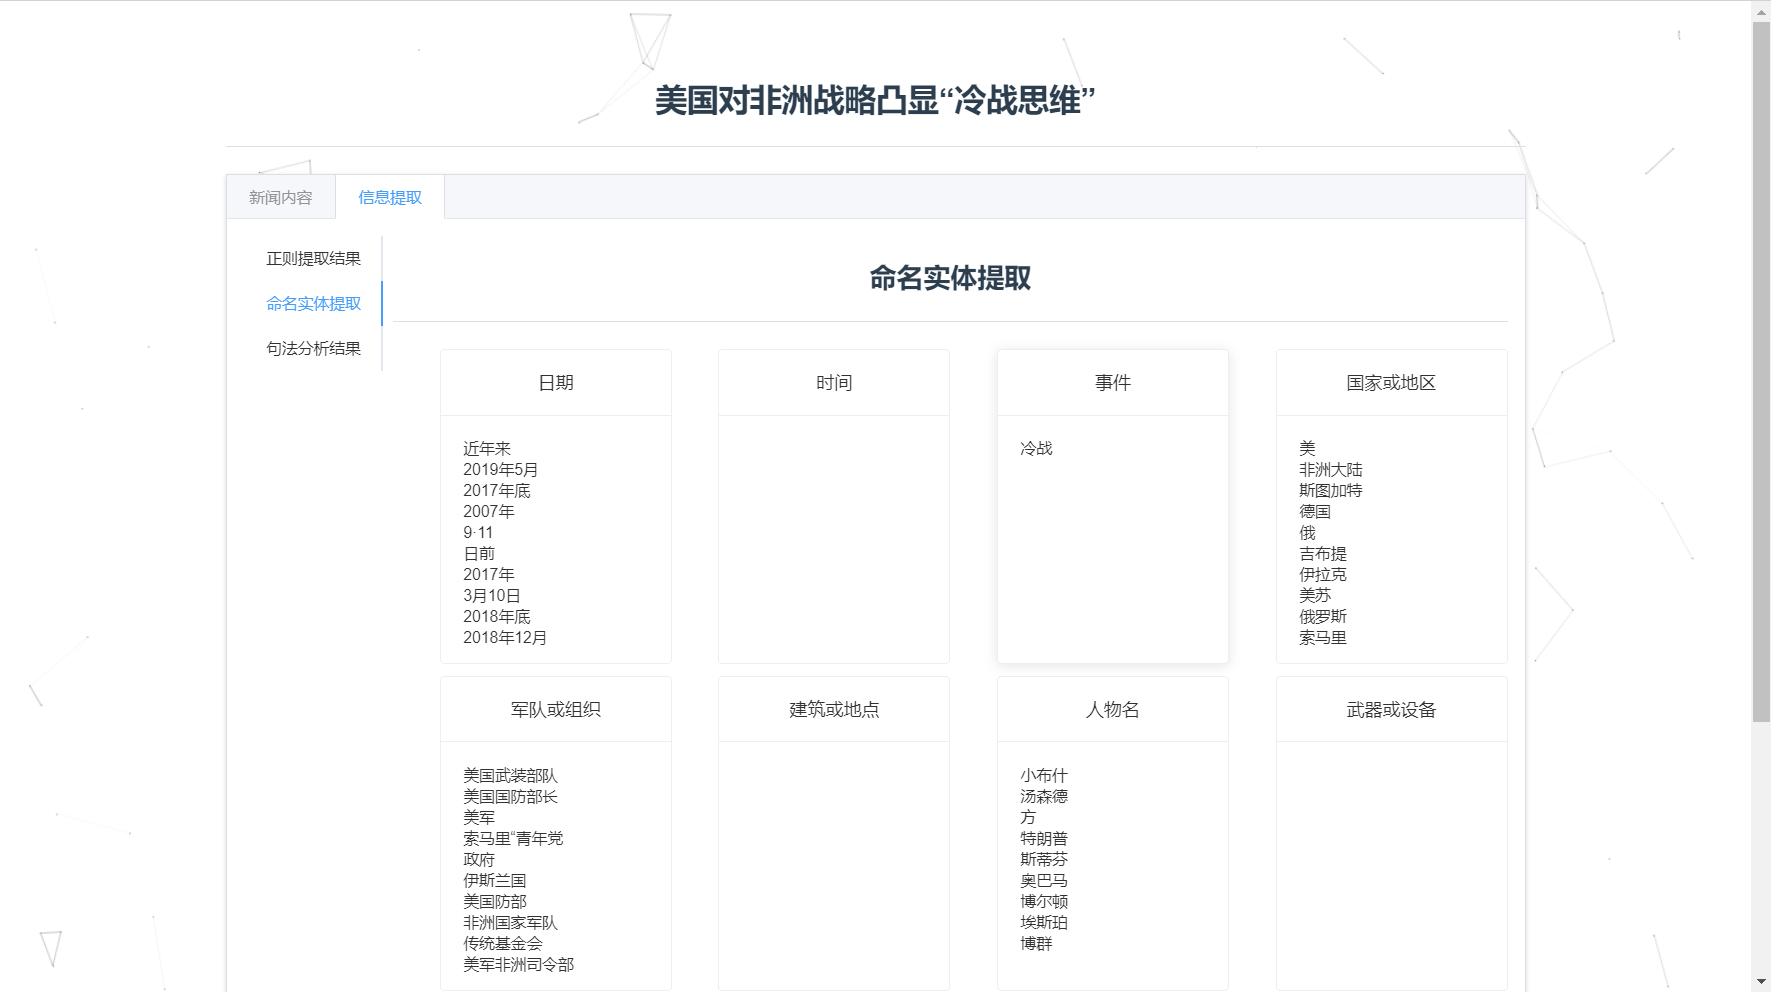 美国对非洲战略凸显“冷战思维”
新闻内容
信息提取
正则提取结果
命名实体提取
句法分析结果
命名实体提取
日期
近年来
2019年5月
2017年底
2007年
9·11
日前
2017年
3月10日
2018年底
2018年12月
时间
事件
冷战
国家或地区
美
非洲大陆
斯图加特
德国
俄
吉布提
伊拉克
美苏
俄罗斯
索马里
军队或组织
美国武装部队
美国国防部长
美军
索马里“青年党
政府
伊斯兰国
美国防部
非洲国家军队
传统基金会
美军非洲司令部
建筑或地点
人物名
小布什
汤森德
方
特朗普
斯蒂芬
奥巴马
博尔顿
埃斯珀
博群
武器或设备